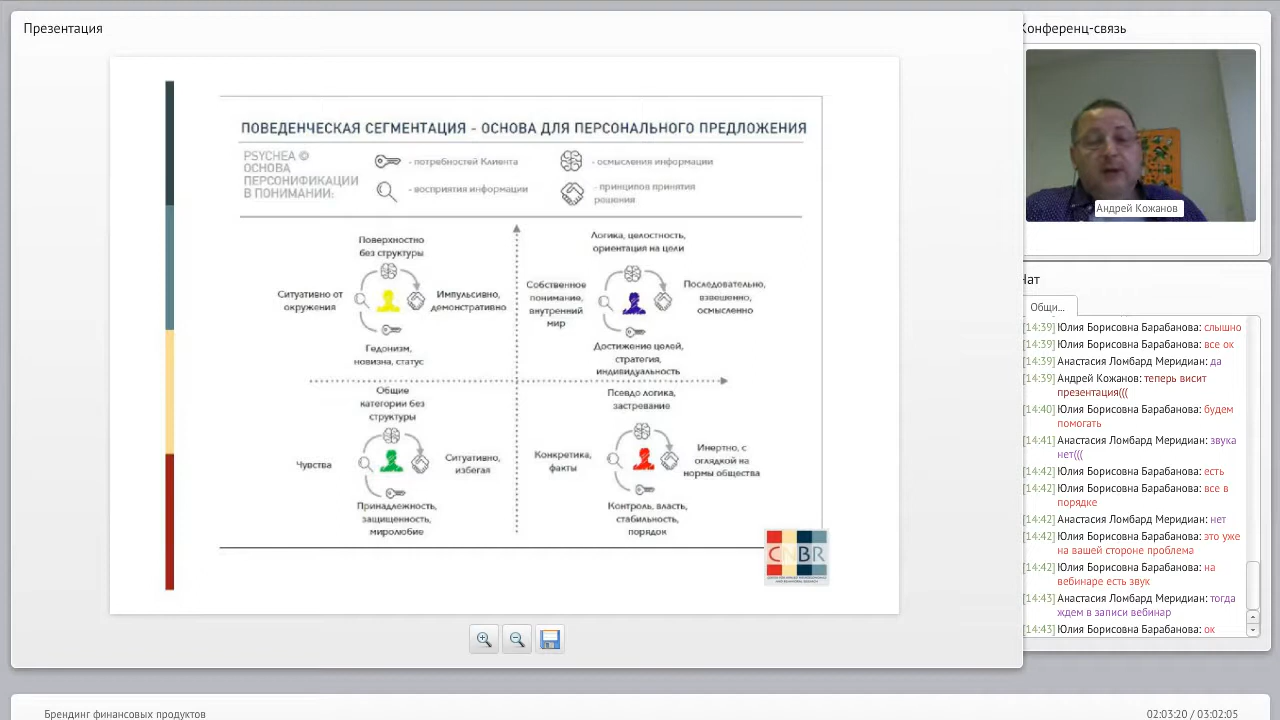 Презентация
ПОВЕДЕНЧЕСКАЯ СЕГМЕНТАЦИЯ - ОСНОВА ДЛЯ ПЕРСОНАЛЬНОГО ПРЕДЛОЖЕНИЯ
PSYCHEA ©
ОСНОВА
ПЕРСОНИФИКАЦИИ
В ПОНИМАНИИ:
- потребностей Клиента
- восприятия информации
- осмысления информации
- принципов принятия
решения
Поверхностно
без структуры
Ситуативно от
окружения
Импульсивно,
демонстративно
Гедонизм,
новизна, статус
Логика, целостность,
ориентация на цели
Собственное
понимание,
внутренний
мир
Последовательно,
взвешенно,
осмысленно
Достижение целей,
стратегия,
индивидуальность
Общие
категории без
структуры
Чувства
Ситуативно,
избегая
Принадлежность,
защищенность,
миролюбие
Псевдо логика,
застревание
Конкретика,
факты
Инертно, с
оглядкой на
нормы общества
Контроль, власть,
стабильность,
порядок
CNBR
Конференц-связь
Андрей Кожанов
Чат
Общи...
[14:39] Юлия Борисовна Барабанова: слышно
[14:39] Юлия Борисовна Барабанова: все ок
[14:39] Анастасия Ломбард Меридиан: да
[14:39] Андрей Кожанов: теперь висит
презентация(((
[14:40] Юлия Борисовна Барабанова: будем
помогать
[14:41] Анастасия Ломбард Меридиан: звука
нет(((
[14:42] Юлия Борисовна Барабанова: есть
[14:42] Юлия Борисовна Барабанова: все в
порядке
[14:42] Анастасия Ломбард Меридиан: нет
[14:42] Юлия Борисовна Барабанова: это уже
на вашей стороне проблема
[14:42] Юлия Борисовна Барабанова: на
вебинаре есть звук
[14:43] Анастасия Ломбард Меридиан: тогда
ждем в записи вебинар
[14:43] Юлия Борисовна Барабанова: ок
Брендинг финансовых продуктов
02:03:20 / 03:02:05